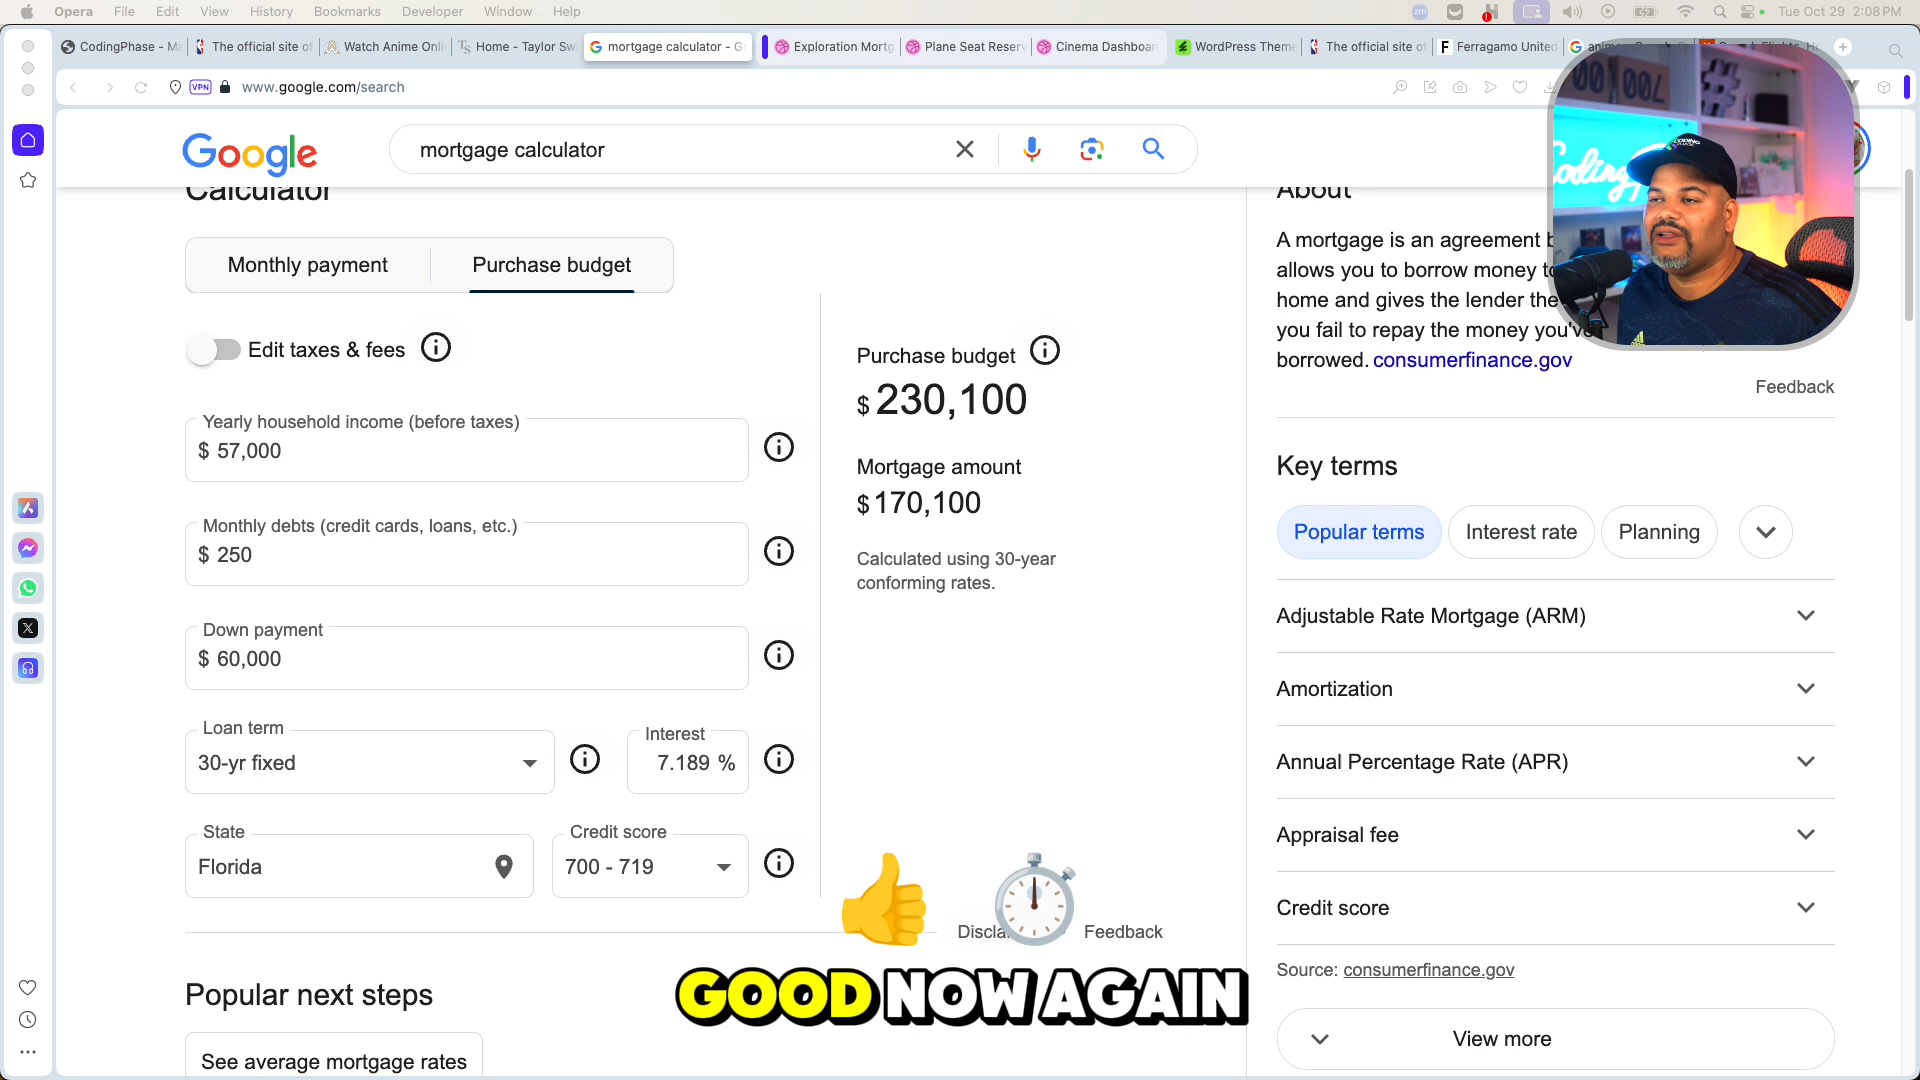 Opera File Edit View History Bookmarks Developer Window Help
Tue Oct 29 2:08 PM
CodingPhase - Ma
The official site of
Watch Anime Onli
Home - Taylor Sw
mortgage calculator - G
Exploration Mortg
Plane Seat Reserv
Cinema Dashboar
WordPress Theme
The official site of
Ferragamo United
VPN
www.google.com/search
Google
mortgage calculator
Calculator
Monthly payment
Purchase budget
Edit taxes & fees
Yearly household income (before taxes)
$ 57,000
Monthly debts (credit cards, loans, etc.)
$ 250
Down payment
$ 60,000
Loan term
30-yr fixed
Interest
7.189 %
State
Florida
Credit score
700 - 719
Purchase budget
$230,100
Mortgage amount
$170,100
Calculated using 30-year
conforming rates.
Discla
Feedback
GOOD NOW AGAIN
Popular next steps
See average mortgage rates
About
A mortgage is an agreement b
allows you to borrow money to
home and gives the lender the
you fail to repay the money you've
borrowed. consumerfinance.gov
Feedback
Key terms
Popular terms
Interest rate
Planning
Adjustable Rate Mortgage (ARM)
Amortization
Annual Percentage Rate (APR)
Appraisal fee
Credit score
Source: consumerfinance.gov
View more